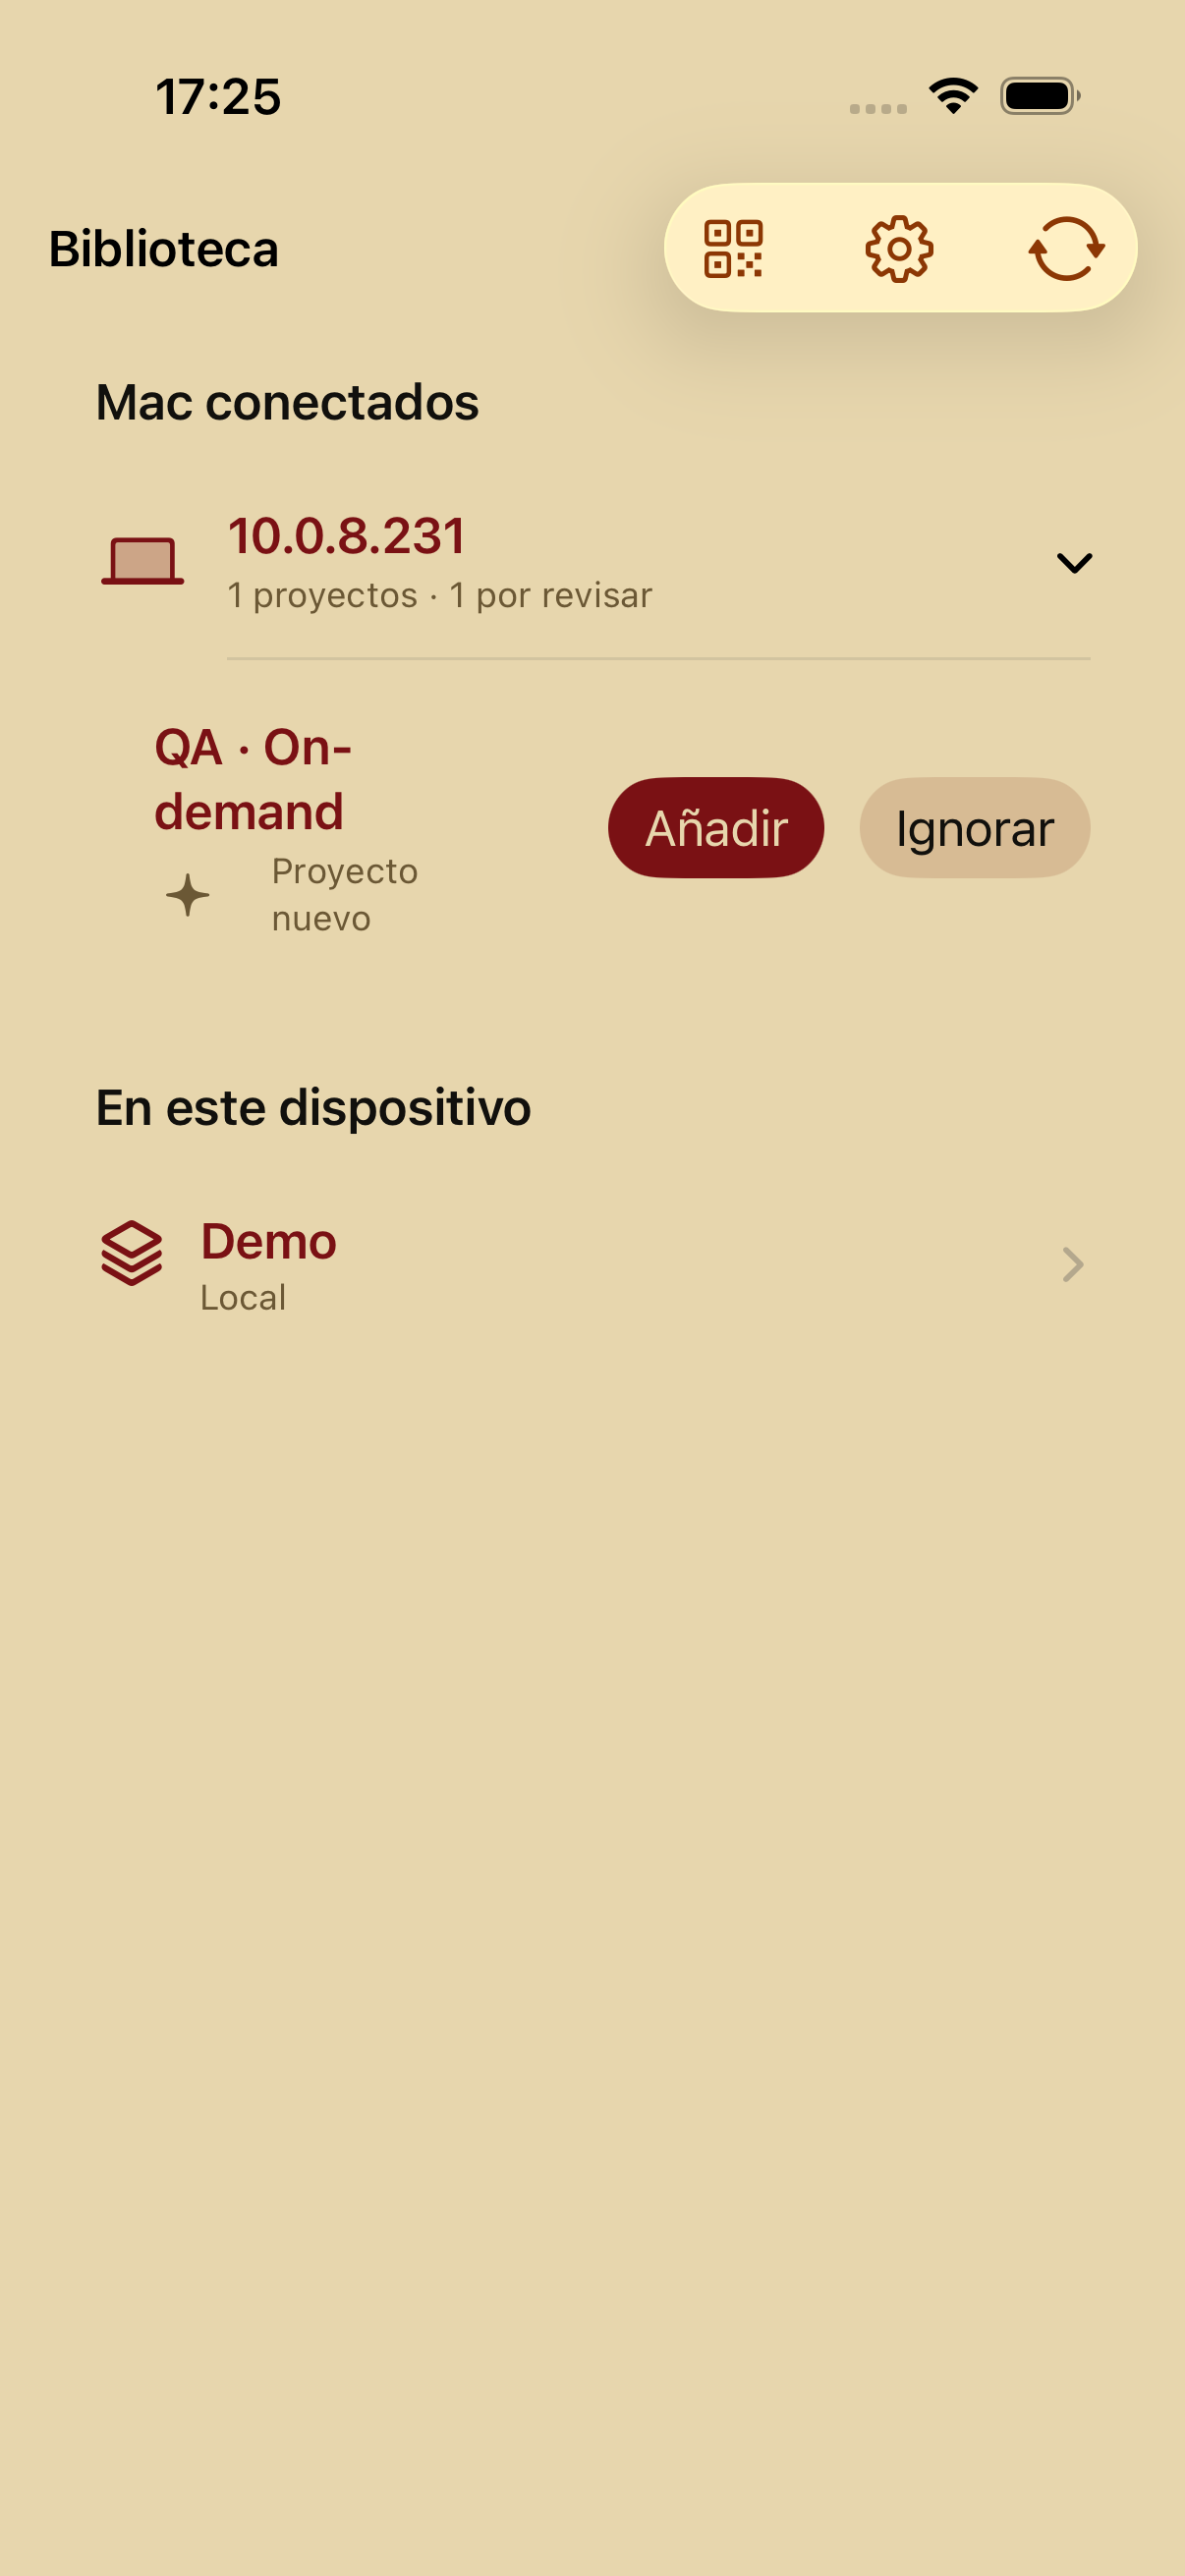 17:25
Biblioteca
Mac conectados
10.0.8.231
1 proyectos · 1 por revisar
QA · On-
demand
Proyecto
nuevo
Añadir
Ignorar
En este dispositivo
Demo
Local